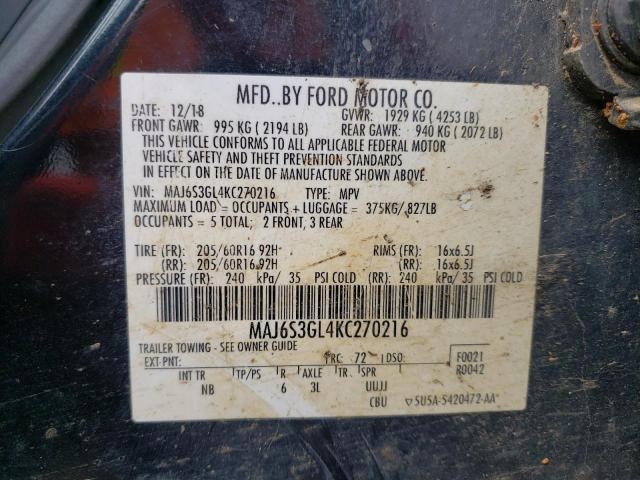 MFD..BY FORD MOTOR CO.
DATE: 12/18 GVWR: 1929 KG ( 4253 LB)
FRONT GAWR: 995 KG ( 2194 LB) REAR GAWR: 940 KG ( 2072 LB)
THIS VEHICLE CONFORMS TO ALL APPLICABLE FEDERAL MOTOR
VEHICLE SAFETY AND THEFT PREVENTION STANDARDS
IN EFFECT ON THE DATE OF MANUFACTURE SHOWN ABOVE.
VIN: MAJ6S3GL4KC270216 TYPE: MPV
MAXIMUM LOAD = OCCUPANTS + LUGGAGE = 375KG/827LB
OCCUPANTS = 5 TOTAL; 2 FRONT, 3 REAR
TIRE (FR): 205/60R16 92H RIMS (FR): 16x6.5J
(RR): 205/60R16 92H (RR): 16x6.5J
PRESSURE (FR): 240 kPa/ 35 PSI COLD (RR): 240 kPa/ 35 PSI COLD
MAJ6S3GL4KC270216
TRAILER TOWING - SEE OWNER GUIDE
EXT PNT: RC: 72 DSO: F0021
R0042
INT TR TP/PS R AXLE TR SPR
NB 6 3L UUJJ
CBU 5U5A-5420472-AA